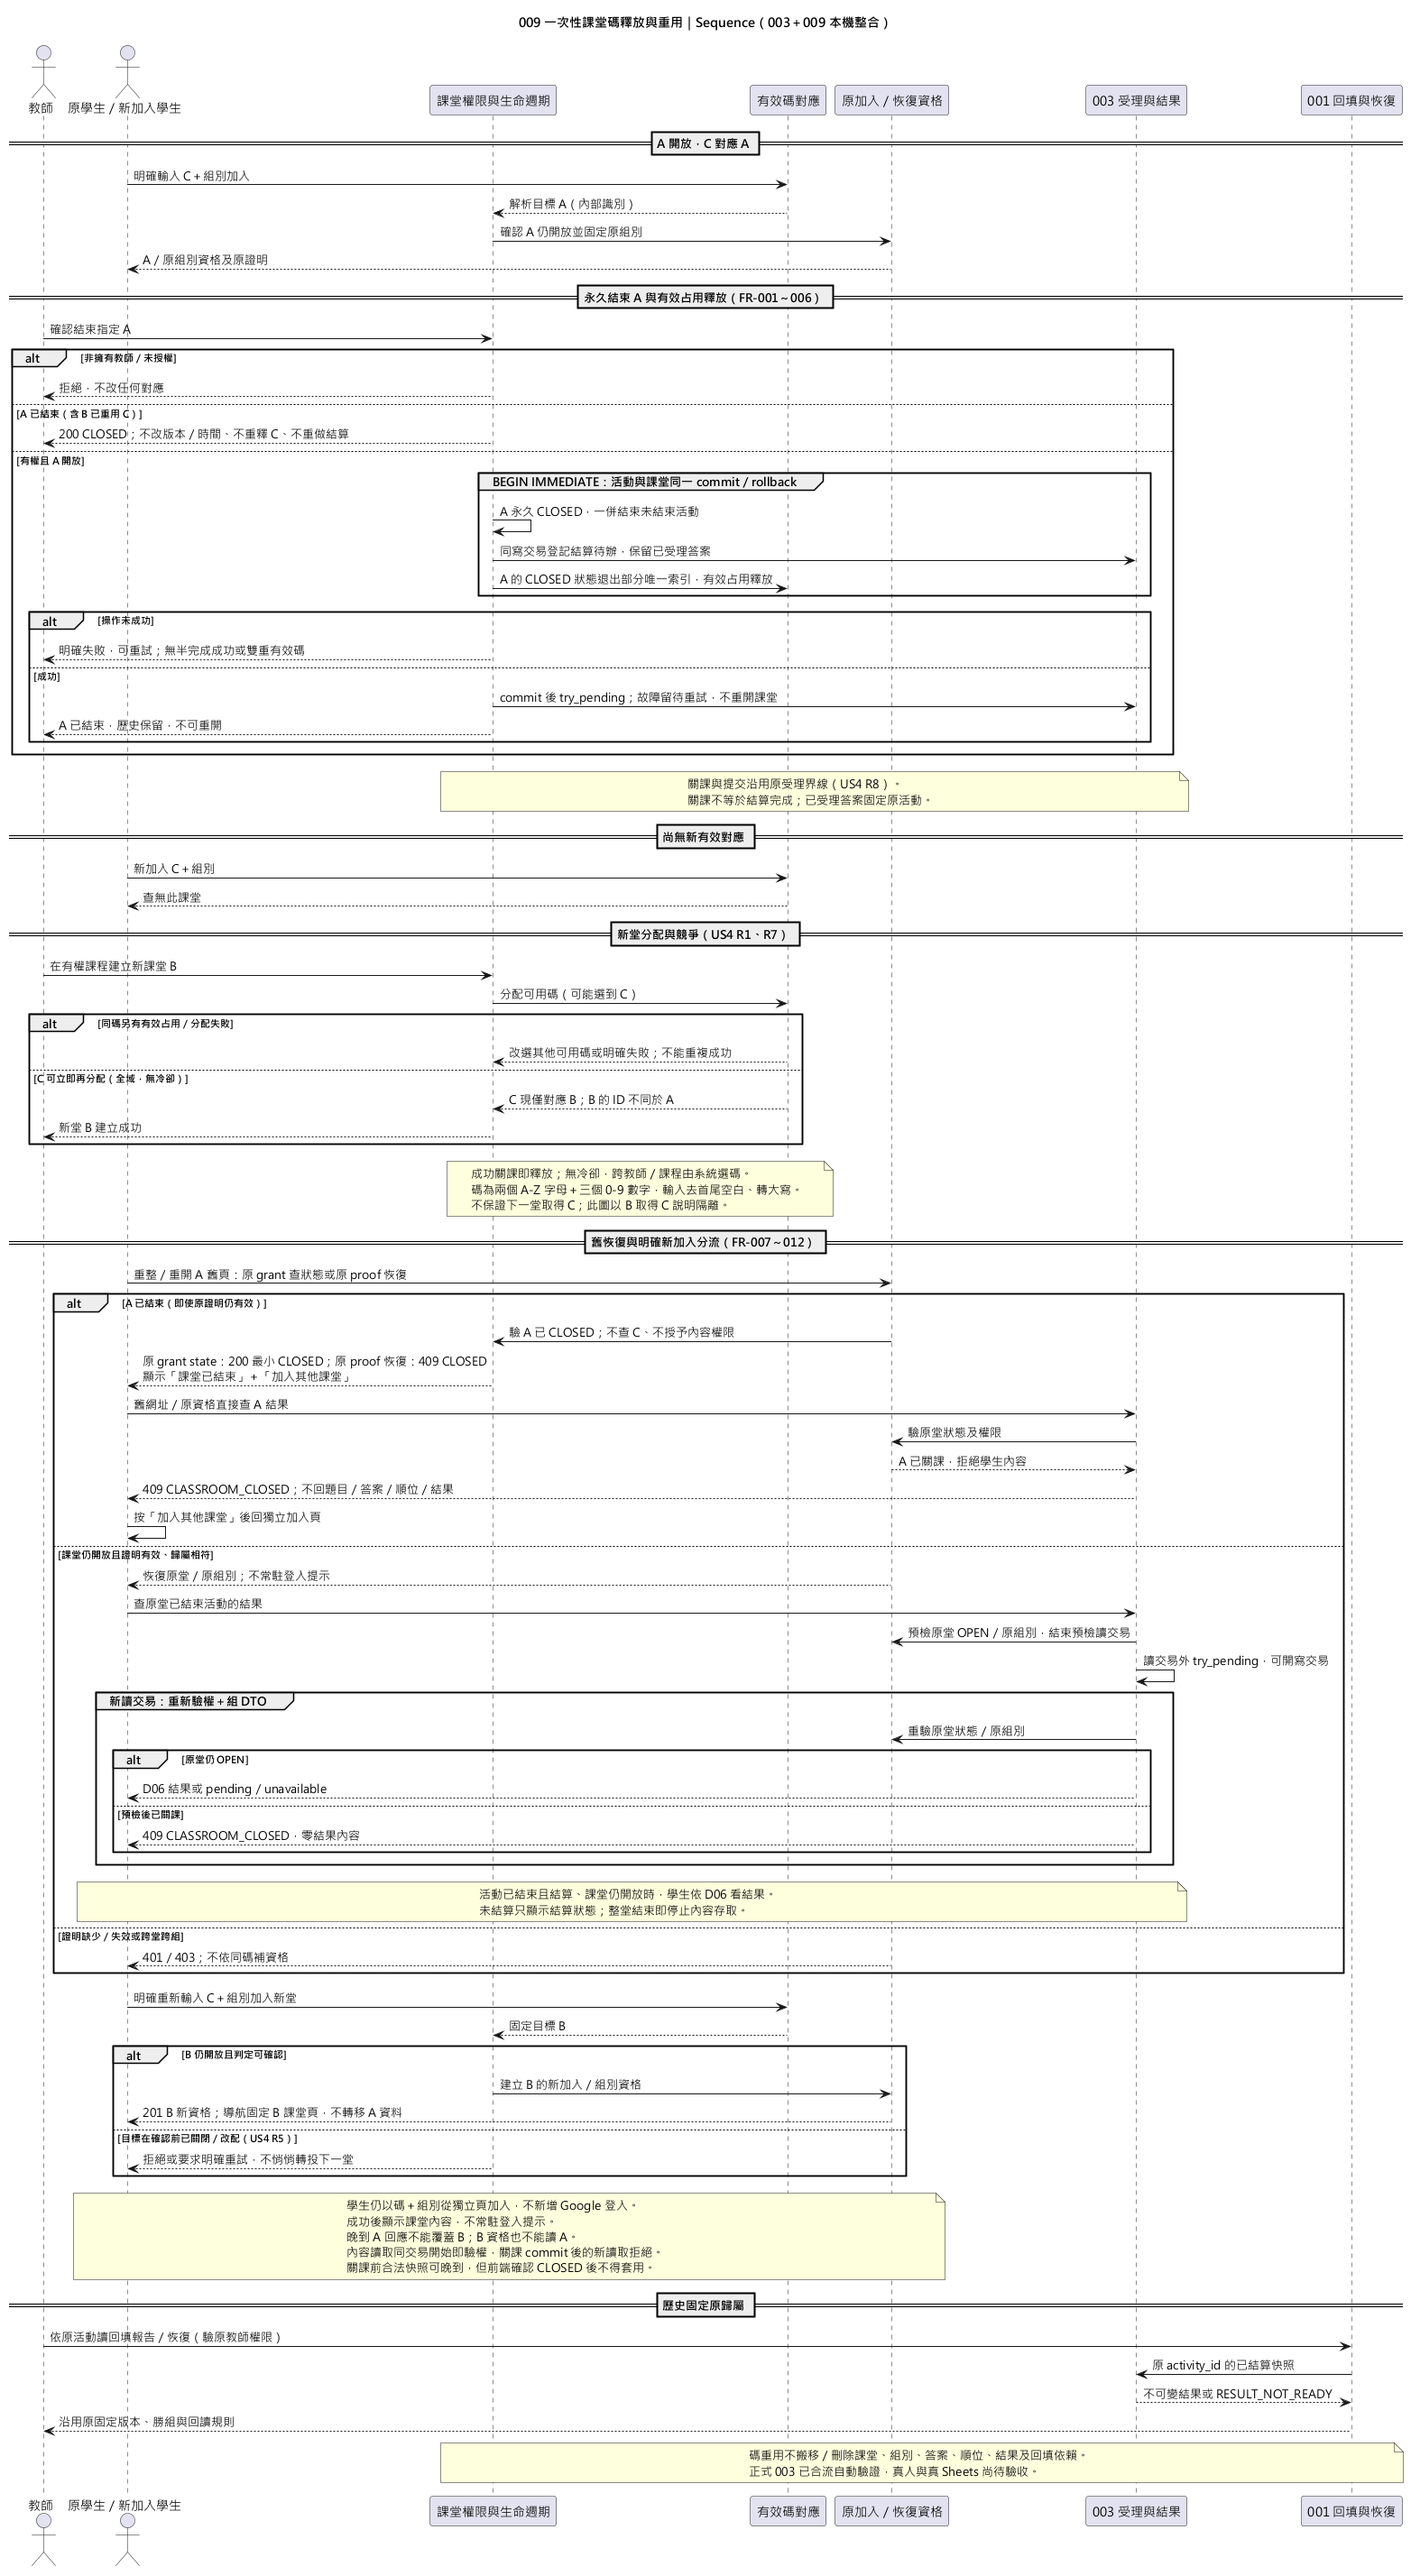 009 一次性課堂碼釋放與重用｜Sequence（003＋009 本機整合）
教師
原學生 / 新加入學生
課堂權限與生命週期
有效碼對應
原加入 / 恢復資格
003 受理與結果
001 回填與恢復
A 開放，C 對應 A
明確輸入 C＋組別加入
解析目標 A（內部識別）
確認 A 仍開放並固定原組別
A / 原組別資格及原證明
永久結束 A 與有效占用釋放（FR-001～006）
確認結束指定 A
alt
[非擁有教師 / 未授權]
拒絕，不改任何對應
[A 已結束（含 B 已重用 C）]
200 CLOSED；不改版本 / 時間、不重釋 C、不重做結算
[有權且 A 開放]
BEGIN IMMEDIATE：活動與課堂同一 commit / rollback
A 永久 CLOSED，一併結束未結束活動
同寫交易登記結算待辦，保留已受理答案
A 的 CLOSED 狀態退出部分唯一索引，有效占用釋放
alt
[操作未成功]
明確失敗，可重試；無半完成成功或雙重有效碼
[成功]
commit 後 try_pending；故障留待重試，不重開課堂
A 已結束，歷史保留，不可重開
關課與提交沿用原受理界線（US4 R8）。
關課不等於結算完成；已受理答案固定原活動。
尚無新有效對應
新加入 C＋組別
查無此課堂
新堂分配與競爭（US4 R1、R7）
在有權課程建立新課堂 B
分配可用碼（可能選到 C）
alt
[同碼另有有效占用 / 分配失敗]
改選其他可用碼或明確失敗；不能重複成功
[C 可立即再分配（全域，無冷卻）]
C 現僅對應 B；B 的 ID 不同於 A
新堂 B 建立成功
成功關課即釋放；無冷卻，跨教師 / 課程由系統選碼。
碼為兩個 A-Z 字母＋三個 0-9 數字，輸入去首尾空白、轉大寫。
不保證下一堂取得 C；此圖以 B 取得 C 說明隔離。
舊恢復與明確新加入分流（FR-007～012）
重整 / 重開 A 舊頁：原 grant 查狀態或原 proof 恢復
alt
[A 已結束（即使原證明仍有效）]
驗 A 已 CLOSED；不查 C、不授予內容權限
原 grant state：200 最小 CLOSED；原 proof 恢復：409 CLOSED
顯示「課堂已結束」＋「加入其他課堂」
舊網址 / 原資格直接查 A 結果
驗原堂狀態及權限
A 已關課，拒絕學生內容
409 CLASSROOM_CLOSED；不回題目 / 答案 / 順位 / 結果
按「加入其他課堂」後回獨立加入頁
[課堂仍開放且證明有效、歸屬相符]
恢復原堂 / 原組別；不常駐登入提示
查原堂已結束活動的結果
預檢原堂 OPEN / 原組別，結束預檢讀交易
讀交易外 try_pending，可開寫交易
新讀交易：重新驗權＋組 DTO
重驗原堂狀態 / 原組別
alt
[原堂仍 OPEN]
D06 結果或 pending / unavailable
[預檢後已關課]
409 CLASSROOM_CLOSED，零結果內容
活動已結束且結算、課堂仍開放時，學生依 D06 看結果。
未結算只顯示結算狀態；整堂結束即停止內容存取。
[證明缺少 / 失效或跨堂跨組]
401 / 403；不依同碼補資格
明確重新輸入 C＋組別加入新堂
固定目標 B
alt
[B 仍開放且判定可確認]
建立 B 的新加入 / 組別資格
201 B 新資格；導航固定 B 課堂頁，不轉移 A 資料
[目標在確認前已關閉 / 改配（US4 R5）]
拒絕或要求明確重試，不悄悄轉投下一堂
學生仍以碼＋組別從獨立頁加入，不新增 Google 登入。
成功後顯示課堂內容，不常駐登入提示。
晚到 A 回應不能覆蓋 B；B 資格也不能讀 A。
內容讀取同交易開始即驗權，關課 commit 後的新讀取拒絕。
關課前合法快照可晚到，但前端確認 CLOSED 後不得套用。
歷史固定原歸屬
依原活動讀回填報告 / 恢復（驗原教師權限）
原 activity_id 的已結算快照
不可變結果或 RESULT_NOT_READY
沿用原固定版本、勝組與回讀規則
碼重用不搬移 / 刪除課堂、組別、答案、順位、結果及回填依賴。
正式 003 已合流自動驗證，真人與真 Sheets 尚待驗收。
教師
原學生 / 新加入學生
課堂權限與生命週期
有效碼對應
原加入 / 恢復資格
003 受理與結果
001 回填與恢復